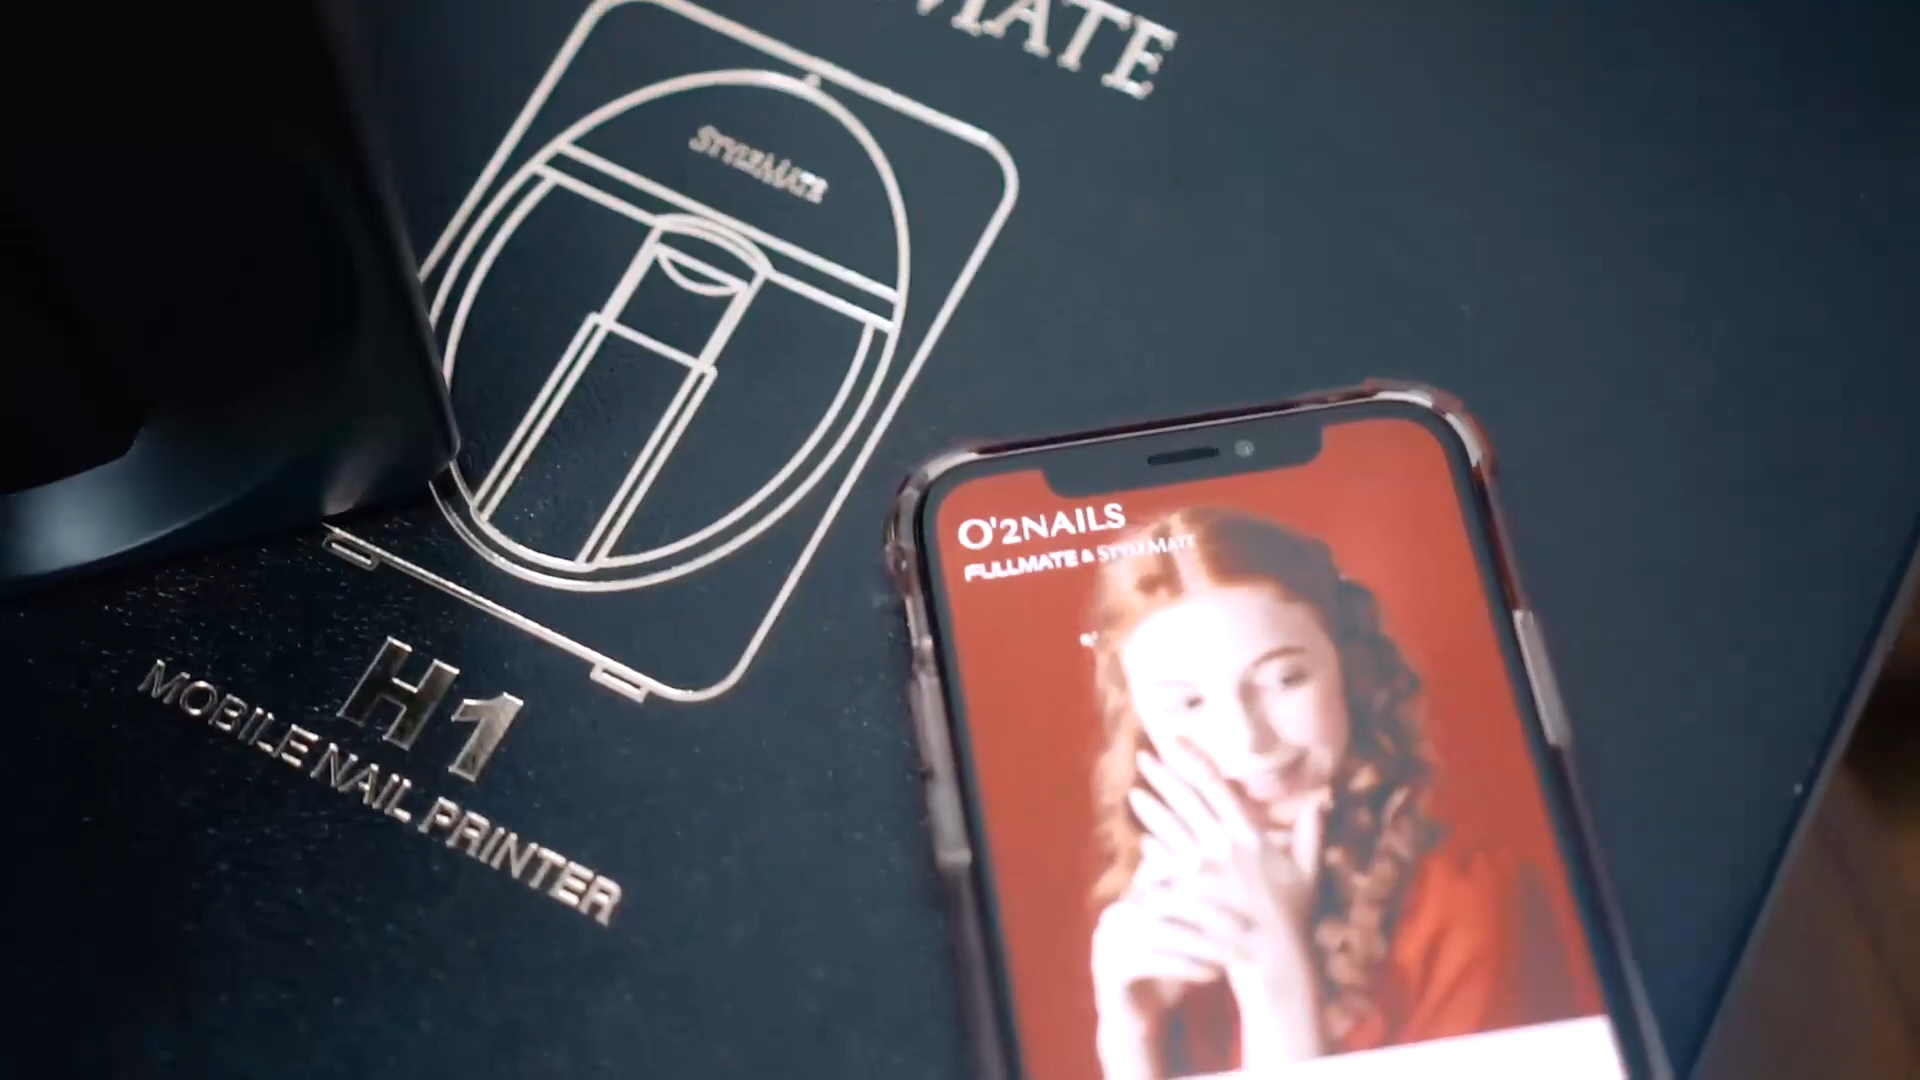 MATE
STYLEMATE
H1
MOBILE NAIL PRINTER
O'2NAILS
FULLMATE & STYLEMATE